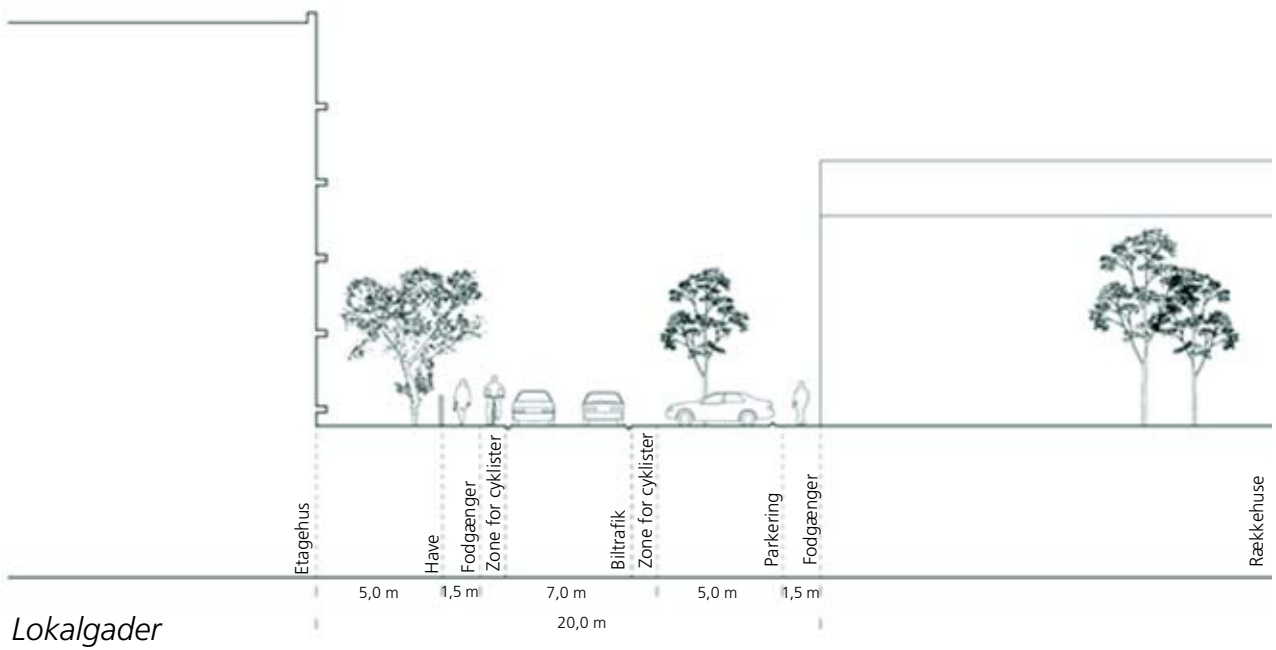 Etagehus
Have
Fodgænger
Zone for cyklister
Biltrafik
Zone for cyklister
Parkering
Fodgænger
Rækkehuse
5,0 m
1,5 m
7,0 m
5,0 m
1,5 m
20,0 m
Lokalgader